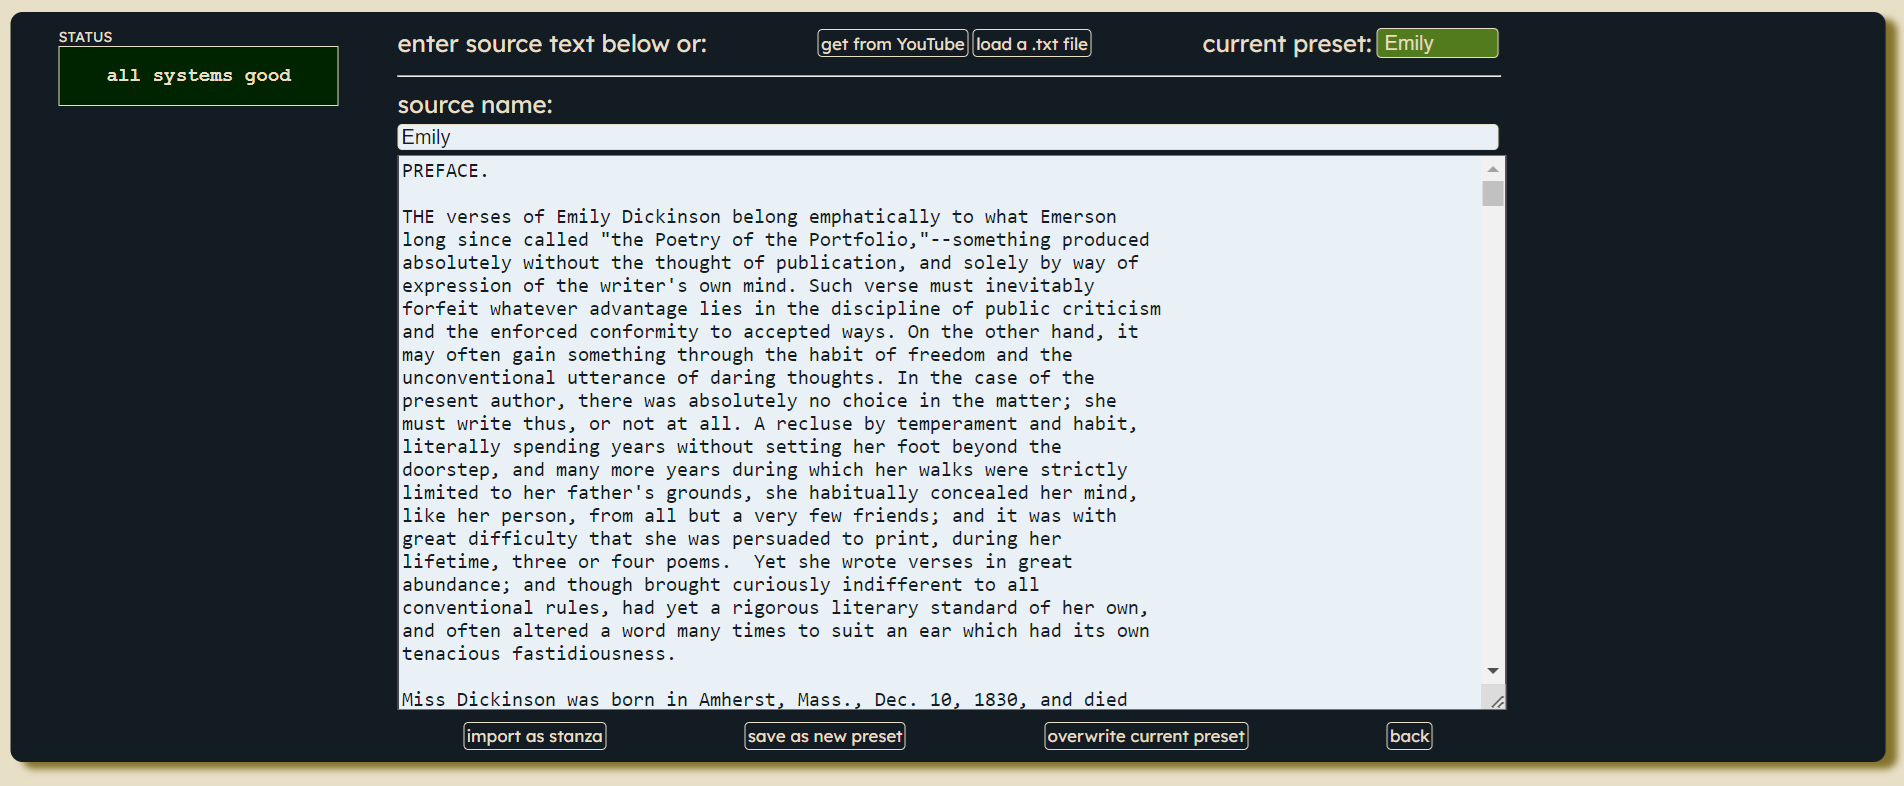 STATUS
all systems good
enter source text below or:
get from YouTube
load a .txt file
current preset:
Emily
source name:
Emily
PREFACE.
THE verses of Emily Dickinson belong emphatically to what Emerson
long since called "the Poetry of the Portfolio,"--something produced
absolutely without the thought of publication, and solely by way of
expression of the writer's own mind. Such verse must inevitably
forfeit whatever advantage lies in the discipline of public criticism
and the enforced conformity to accepted ways. On the other hand, it
may often gain something through the habit of freedom and the
unconventional utterance of daring thoughts. In the case of the
present author, there was absolutely no choice in the matter; she
must write thus, or not at all. A recluse by temperament and habit,
literally spending years without setting her foot beyond the
doorstep, and many more years during which her walks were strictly
limited to her father's grounds, she habitually concealed her mind,
like her person, from all but a very few friends; and it was with
great difficulty that she was persuaded to print, during her
lifetime, three or four poems.  Yet she wrote verses in great
abundance; and though brought curiously indifferent to all
conventional rules, had yet a rigorous literary standard of her own,
and often altered a word many times to suit an ear which had its own
tenacious fastidiousness.
Miss Dickinson was born in Amherst, Mass., Dec. 10, 1830, and died
import as stanza
save as new preset
overwrite current preset
back